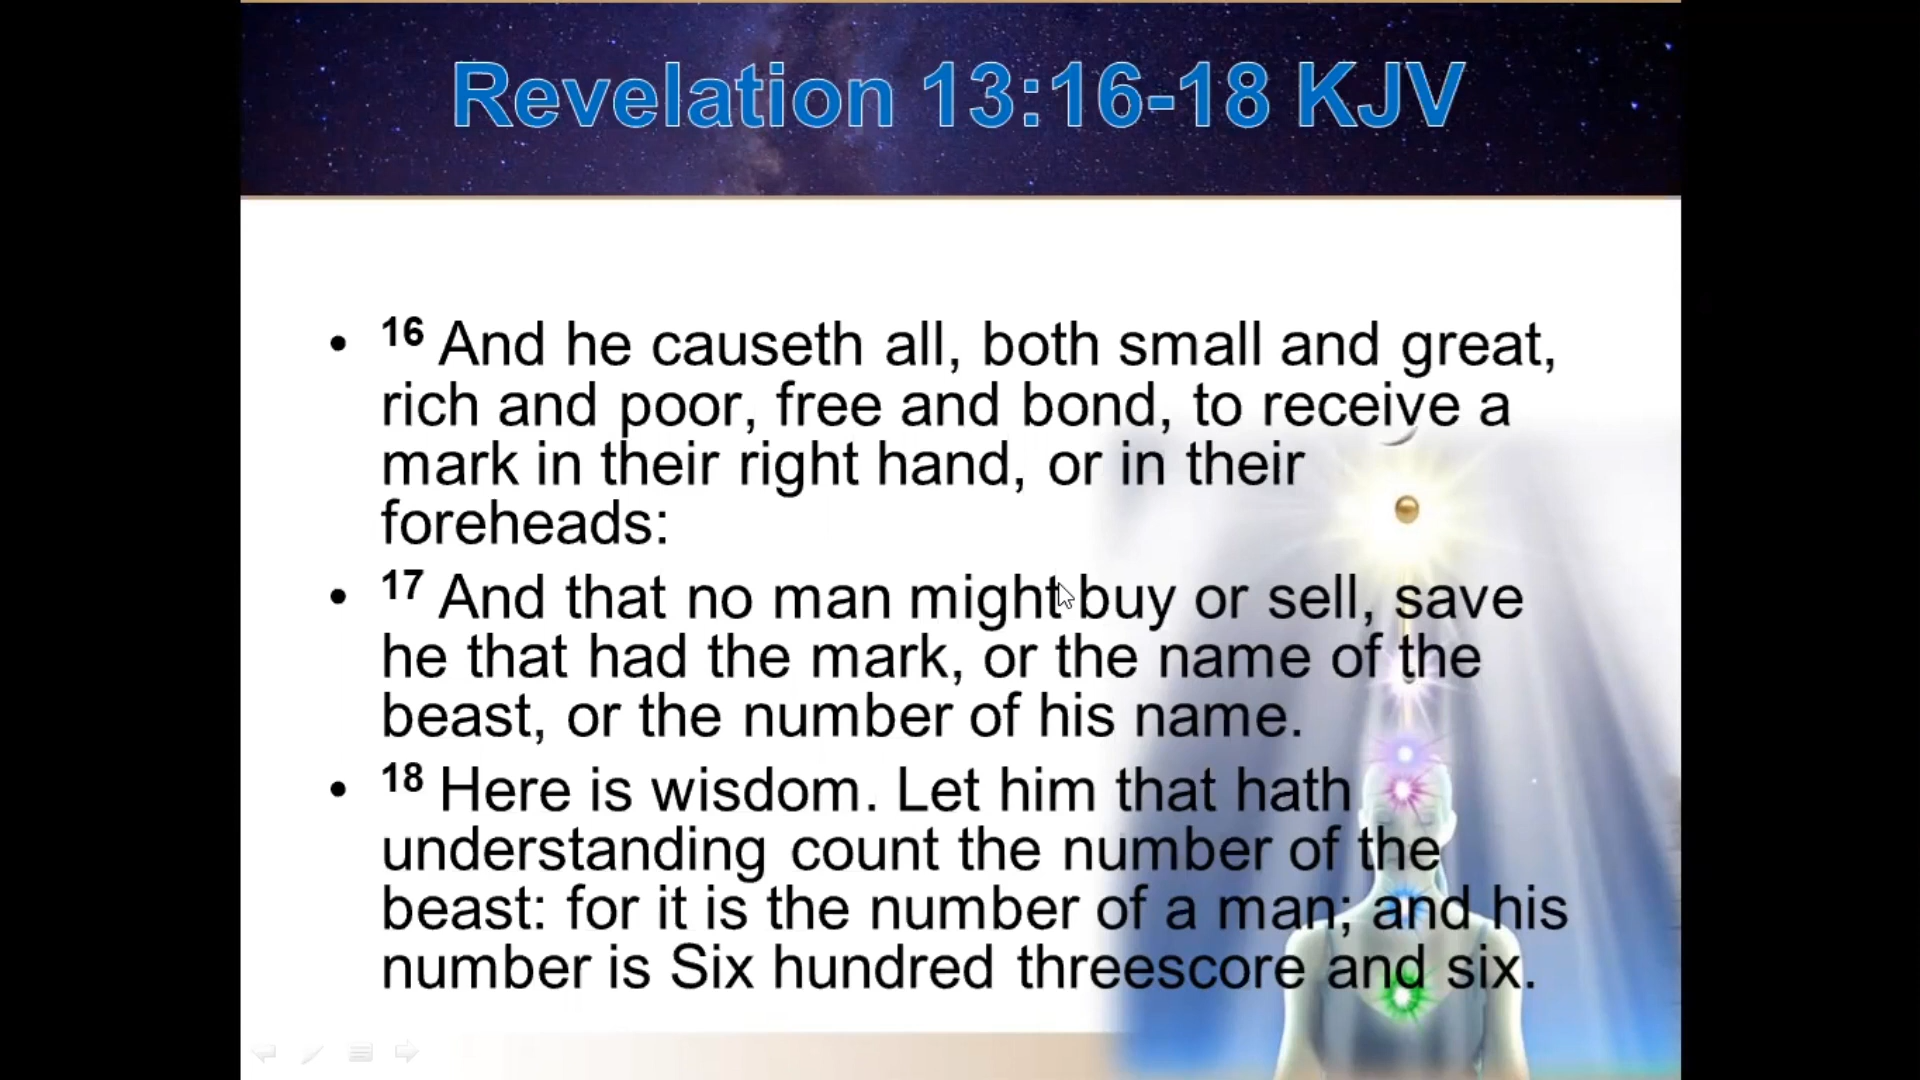 Revelation 13:16-18 KJV
• 16 And he causeth all, both small and great,
rich and poor, free and bond, to receive a
mark in their right hand, or in their
foreheads:
• 17 And that no man might buy or sell, save
he that had the mark, or the name of the
beast, or the number of his name.
• 18 Here is wisdom. Let him that hath
understanding count the number of the
beast: for it is the number of a man; and his
number is Six hundred threescore and six.